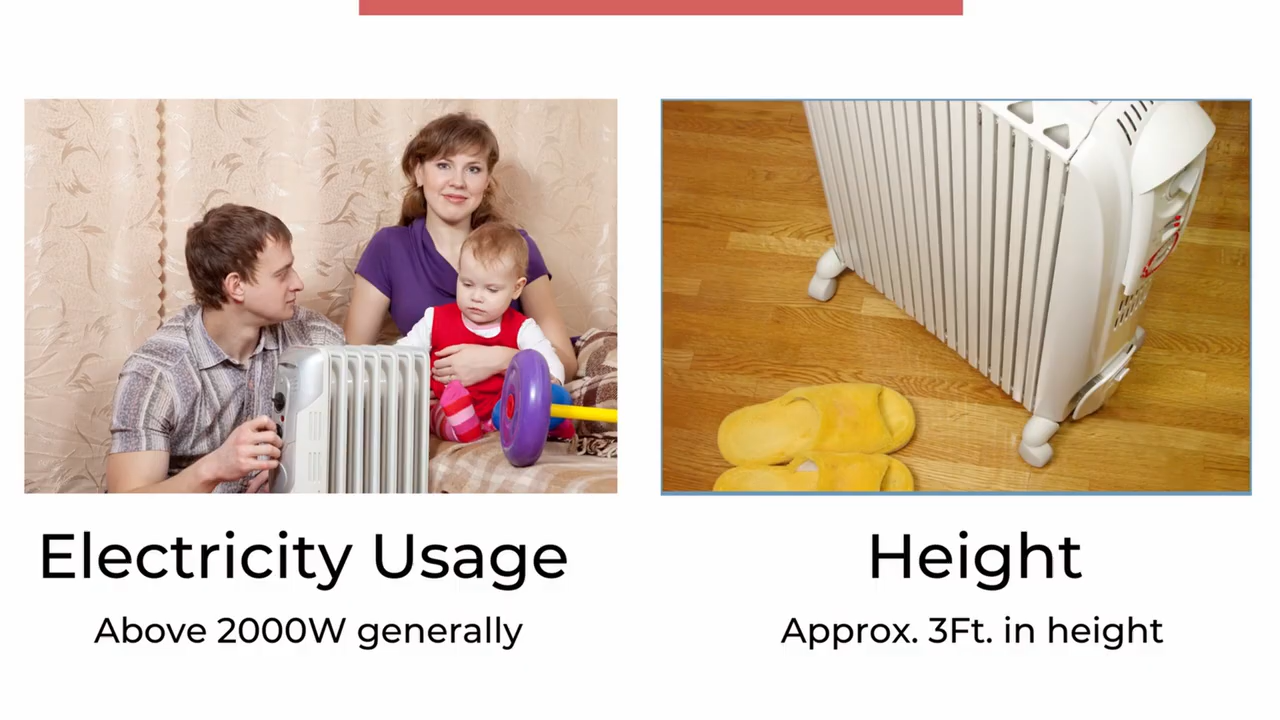 Electricity Usage
Above 2000W generally
Height
Approx. 3Ft. in height